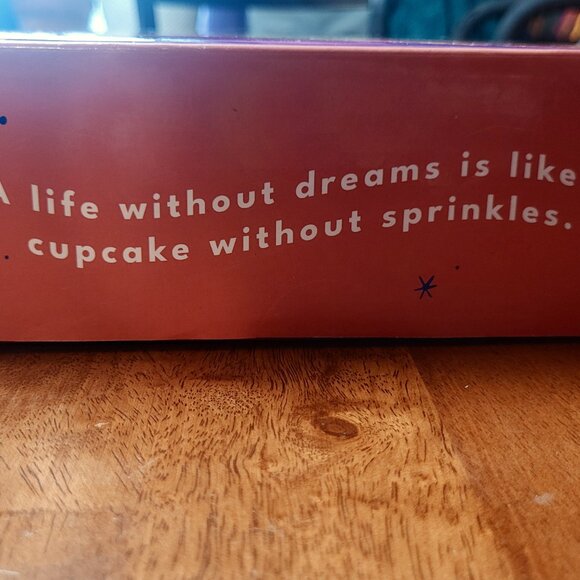 A life without dreams is like
cupcake without sprinkles.